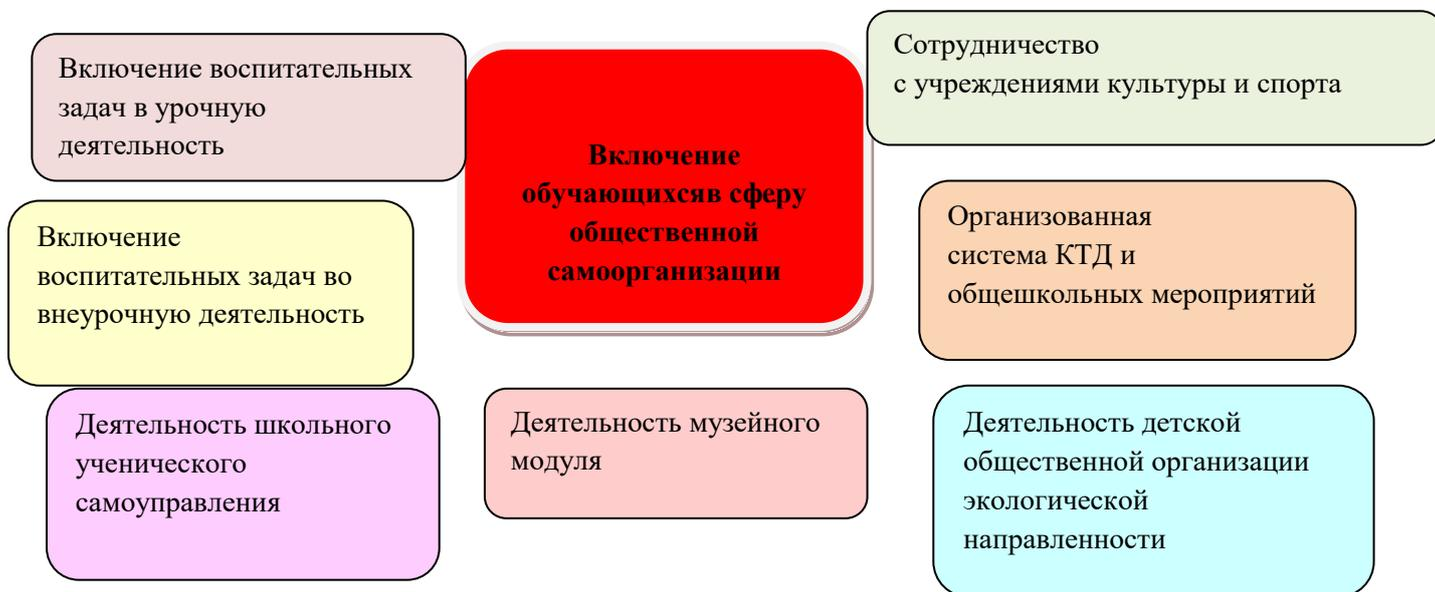 Включение воспитательных
задач в урочную
деятельность
Включение
обучающихсяв сферу
общественной
самоорганизации
Сотрудничество
с учреждениями культуры и спорта
Включение
воспитательных задач во
внеурочную деятельность
Организованная
система КТД и
общешкольных мероприятий
Деятельность школьного
ученического
самоуправления
Деятельность музейного
модуля
Деятельность детской
общественной организации
экологической
направленности